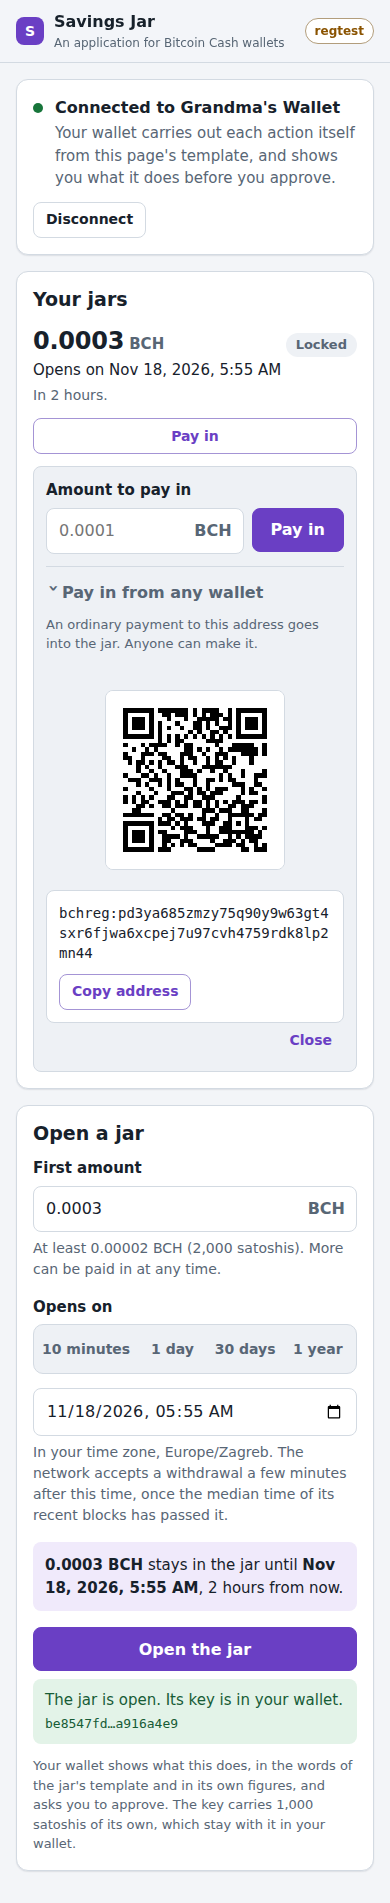 S
Savings Jar
An application for Bitcoin Cash wallets
regtest
Connected to Grandma's Wallet
Your wallet carries out each action itself
from this page's template, and shows
you what it does before you approve.
Disconnect
Your jars
0.0003 BCH
Locked
Opens on Nov 18, 2026, 5:55 AM
In 2 hours.
Pay in
Amount to pay in
0.0001 BCH
Pay in
Pay in from any wallet
An ordinary payment to this address goes
into the jar. Anyone can make it.
bchreg:pd3ya685zmzy75q90y9w63gt4
sxr6fjwa6xcpej7u97cvh4759rdk8lp2
mn44
Copy address
Close
Open a jar
First amount
0.0003 BCH
At least 0.00002 BCH (2,000 satoshis). More
can be paid in at any time.
Opens on
10 minutes 1 day 30 days 1 year
11/18/2026, 05:55 AM
In your time zone, Europe/Zagreb. The
network accepts a withdrawal a few minutes
after this time, once the median time of its
recent blocks has passed it.
0.0003 BCH stays in the jar until Nov
18, 2026, 5:55 AM, 2 hours from now.
Open the jar
The jar is open. Its key is in your wallet.
be8547fd…a916a4e9
Your wallet shows what this does, in the words of
the jar's template and in its own figures, and
asks you to approve. The key carries 1,000
satoshis of its own, which stay with it in your
wallet.